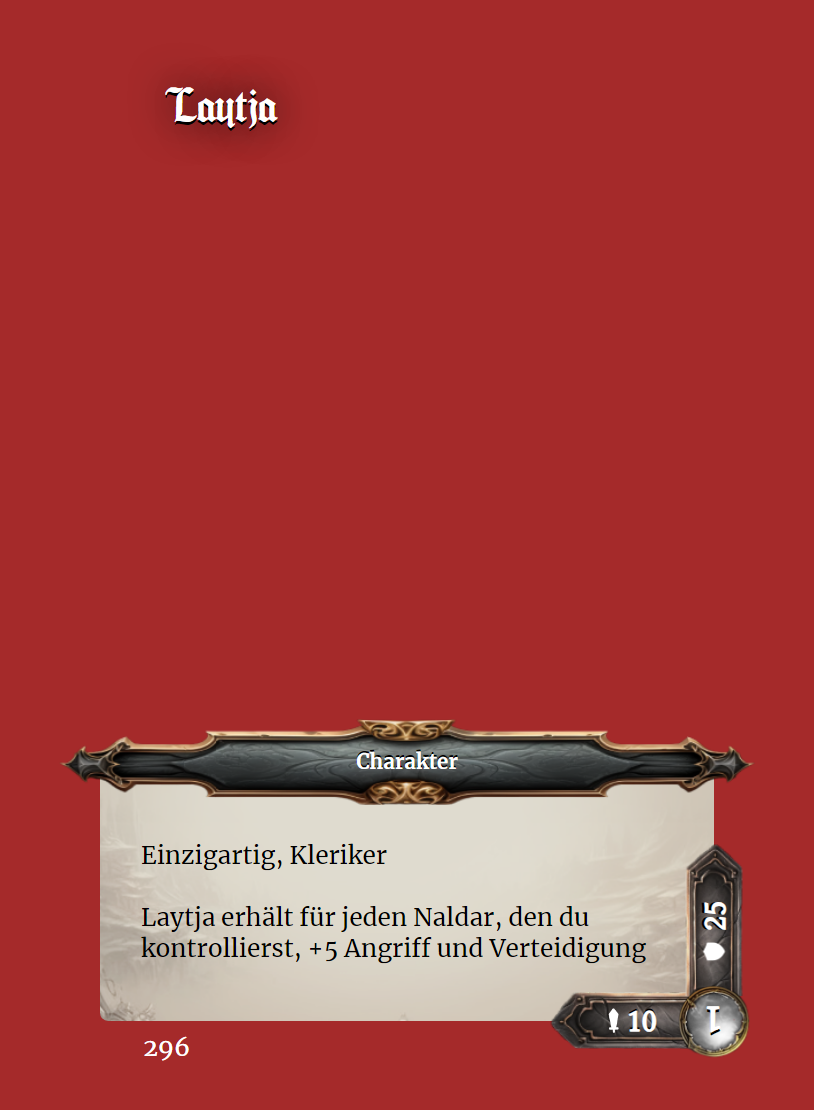 Laytja
Charakter
Einzigartig, Kleriker
Laytja erhält für jeden Naldar, den du
kontrollierst, +5 Angriff und Verteidigung
25
10
1
296